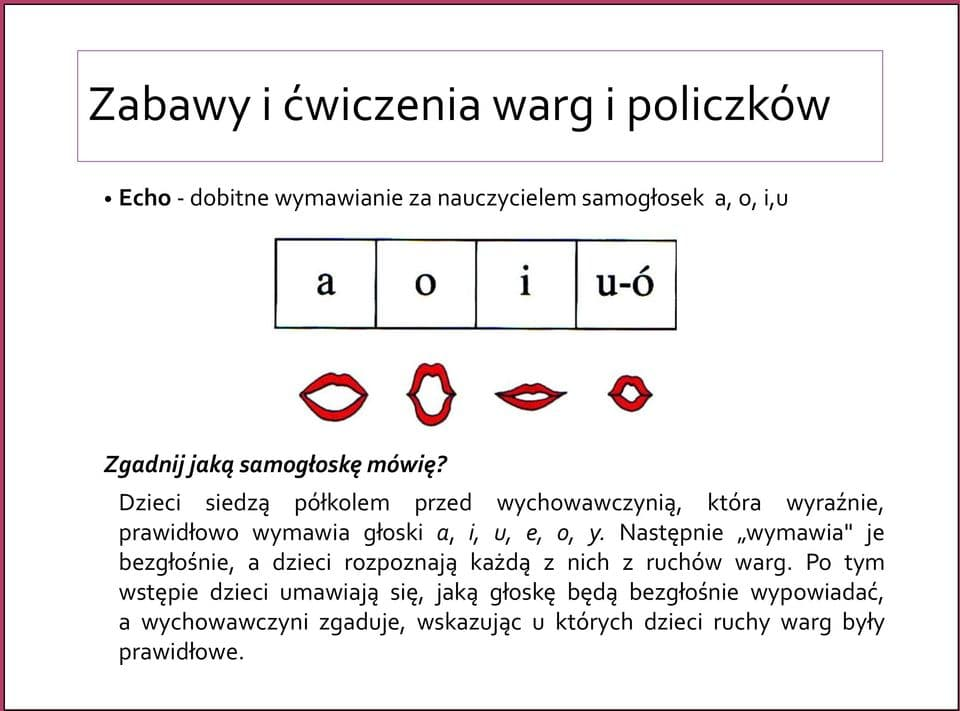 Zabawy i ćwiczenia warg i policzków
• Echo - dobitne wymawianie za nauczycielem samogłosek a, o, i,u
a o i u-ó
Zgadnij jaką samogłoskę mówię?
Dzieci siedzą półkolem przed wychowawczynią, która wyraźnie,
prawidłowo wymawia głoski a, i, u, e, o, y. Następnie „wymawia" je
bezgłośnie, a dzieci rozpoznają każdą z nich z ruchów warg. Po tym
wstępie dzieci umawiają się, jaką głoskę będą bezgłośnie wypowiadać,
a wychowawczyni zgaduje, wskazując u których dzieci ruchy warg były
prawidłowe.